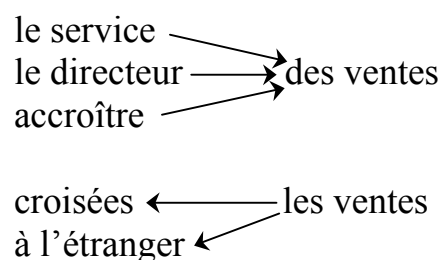 le service
le directeur des ventes
accroître
croisées les ventes
à l’étranger